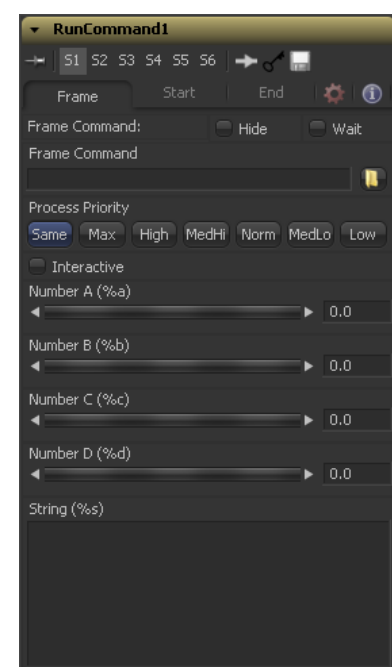 RunCommand1
S1 S2 S3 S4 S5 S6
Frame Start End
Frame Command: Hide Wait
Frame Command
Process Priority
Same Max High MedHi Norm MedLo Low
Interactive
Number A (%a)
0.0
Number B (%b)
0.0
Number C (%c)
0.0
Number D (%d)
0.0
String (%s)